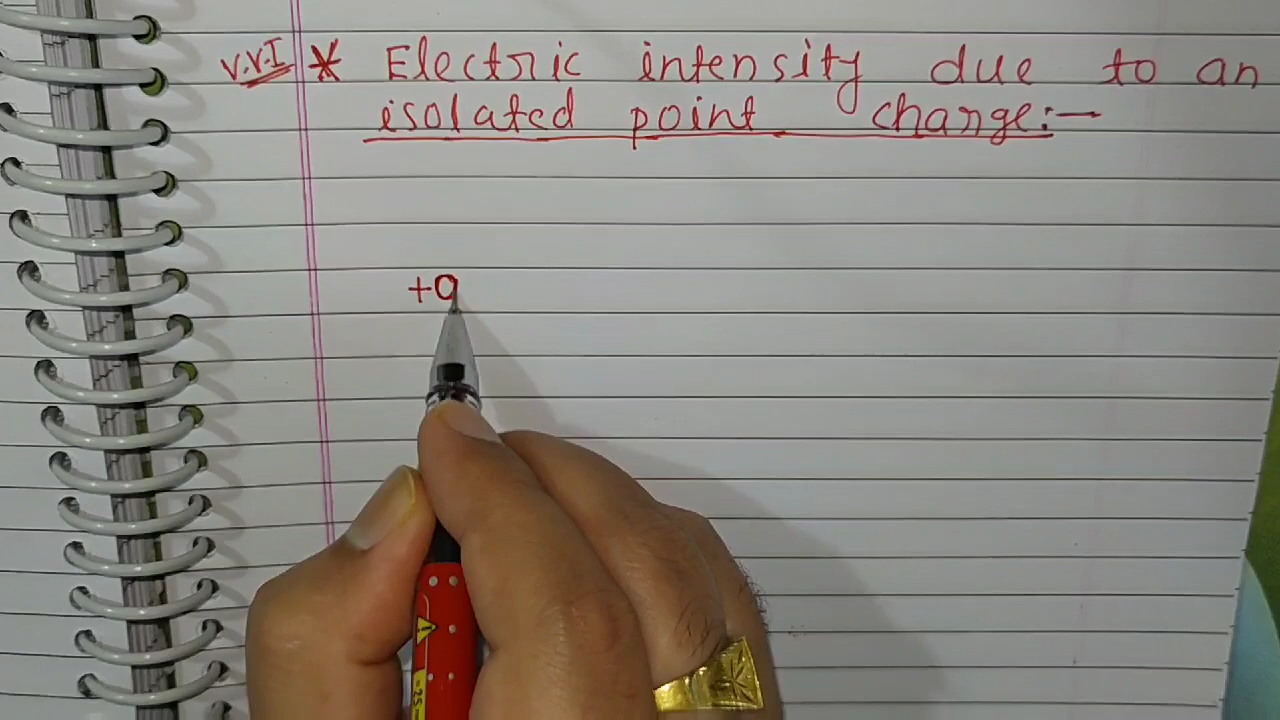 V.V.I * Electric intensity due to an
isolated point charge:-
+q